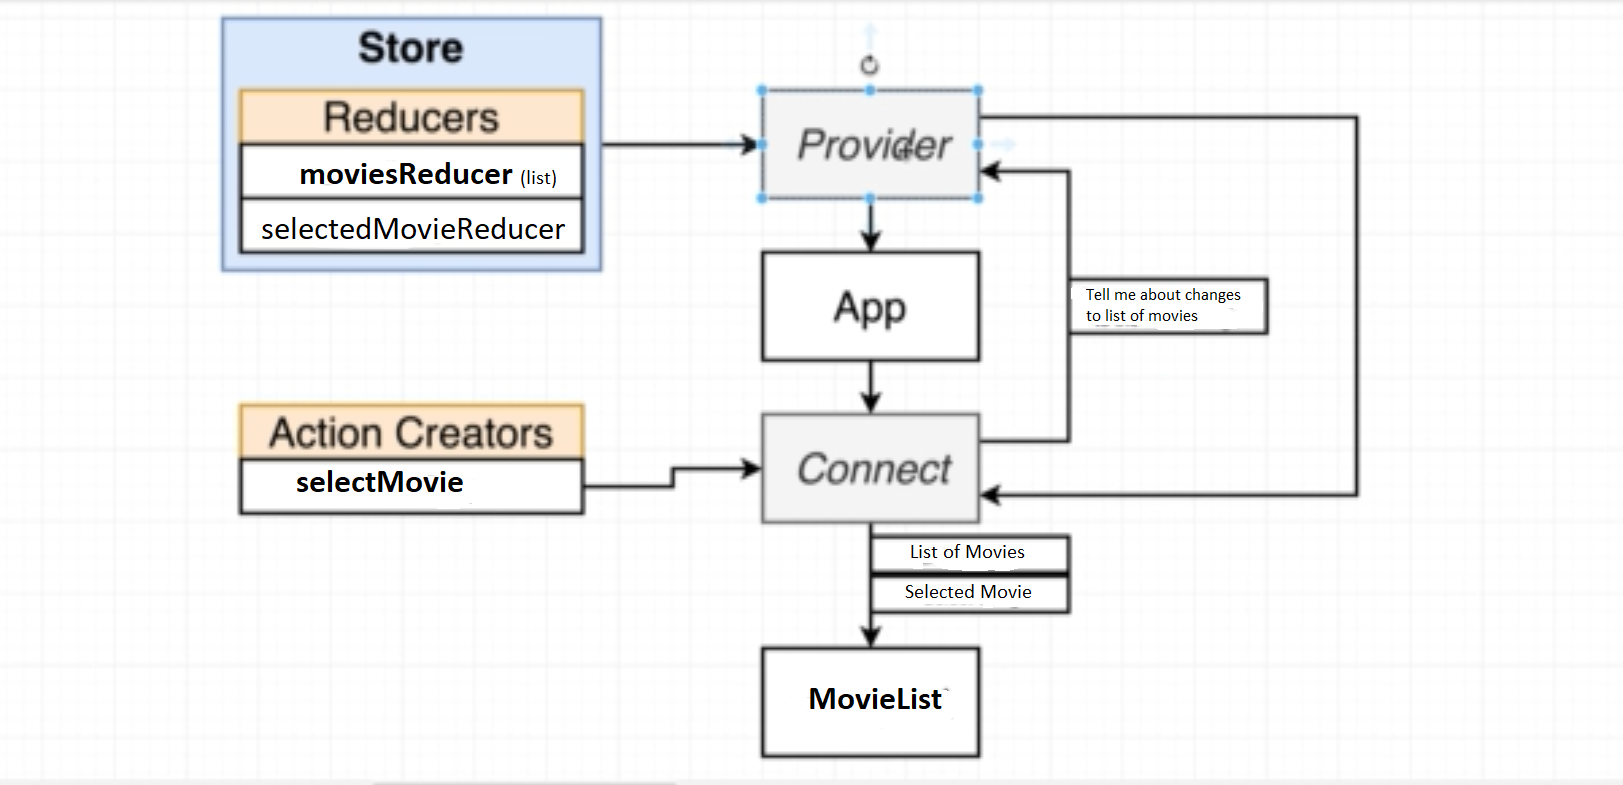 Store
Reducers
moviesReducer (list)
selectedMovieReducer
Provider
App
Tell me about changes
to list of movies
Action Creators
selectMovie
Connect
List of Movies
Selected Movie
MovieList